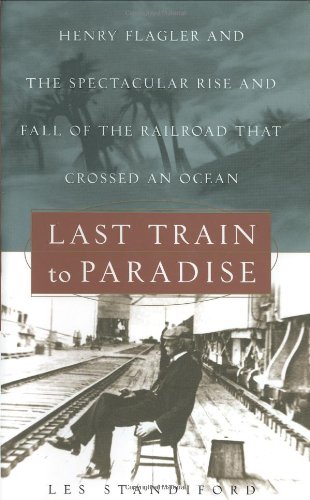 HENRY FLAGLER AND
THE SPECTACULAR RISE AND
FALL OF THE RAILROAD THAT
CROSSED AN OCEAN
LAST TRAIN
to PARADISE
LES STANDIFORD